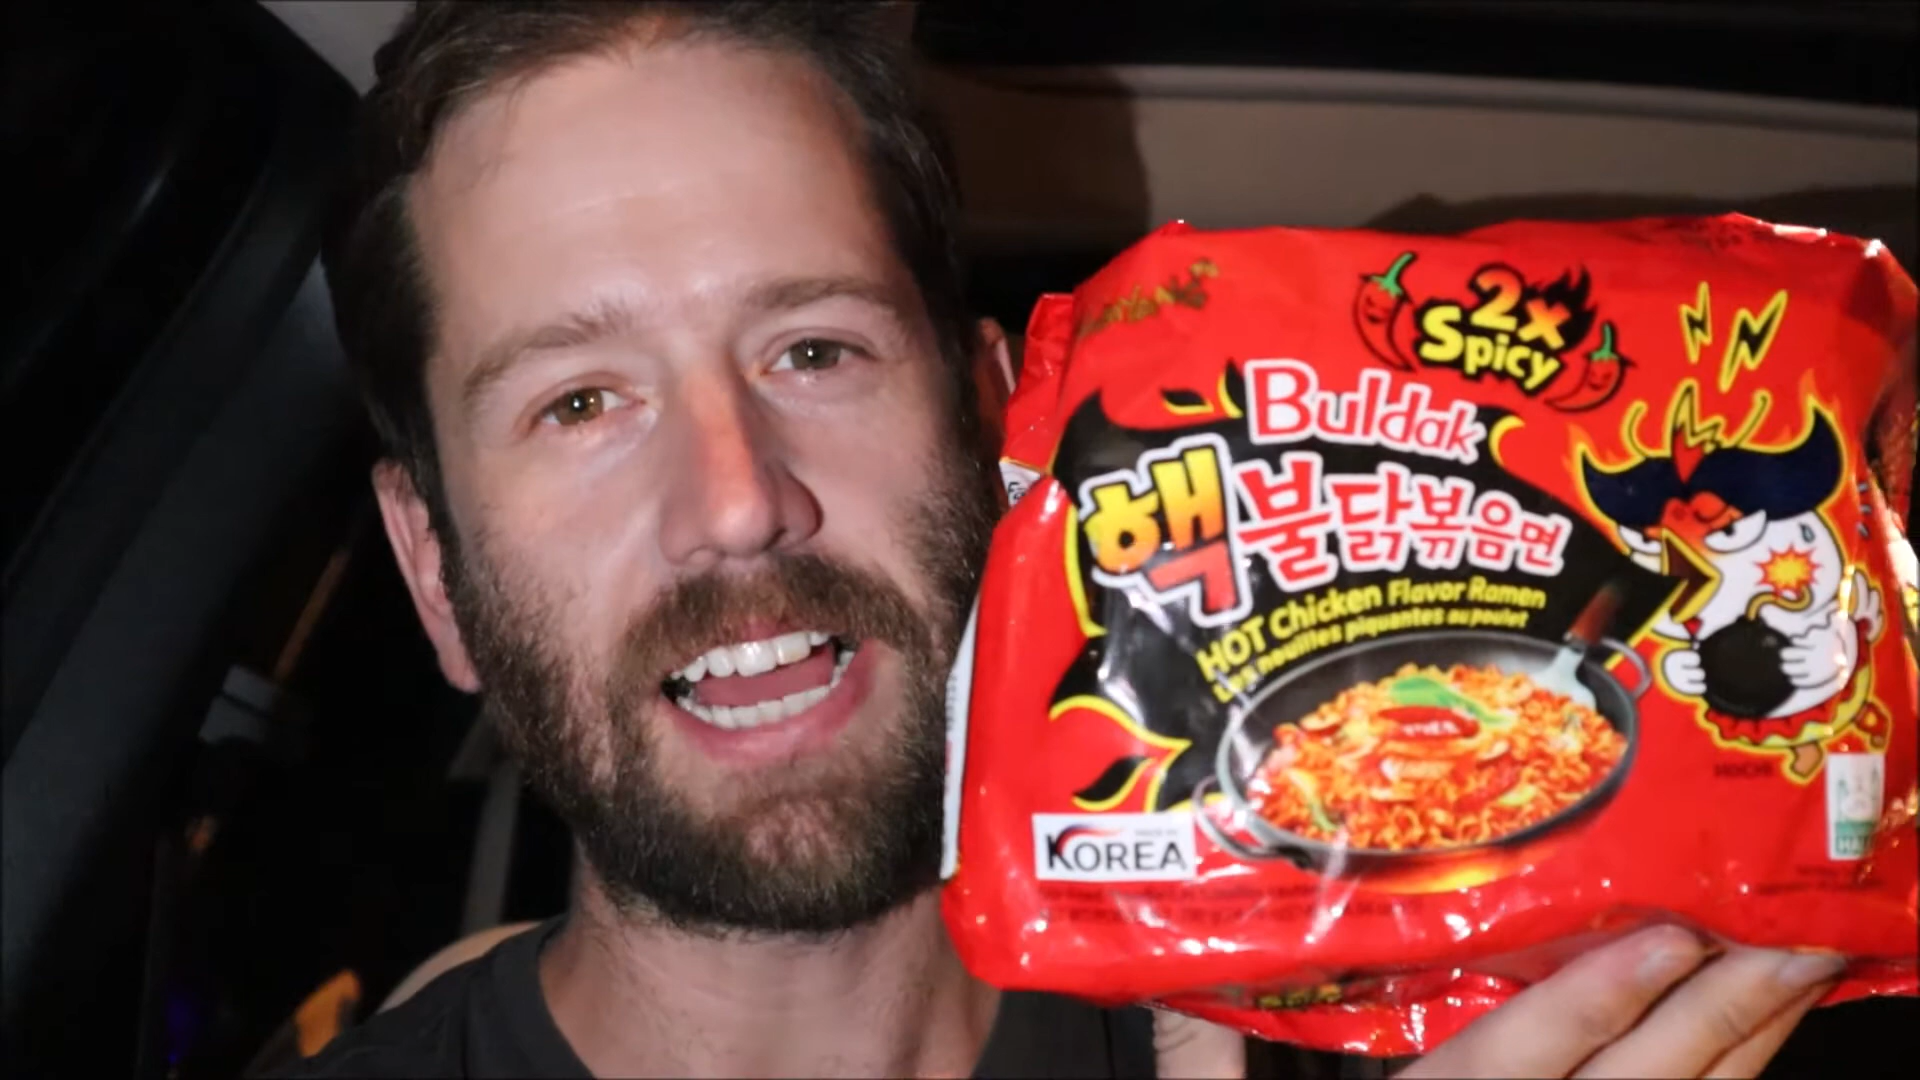 2x
Spicy
Buldak
핵불닭볶음면
HOT Chicken Flavor Ramen
Les nouilles piquantes au poulet
KOREA